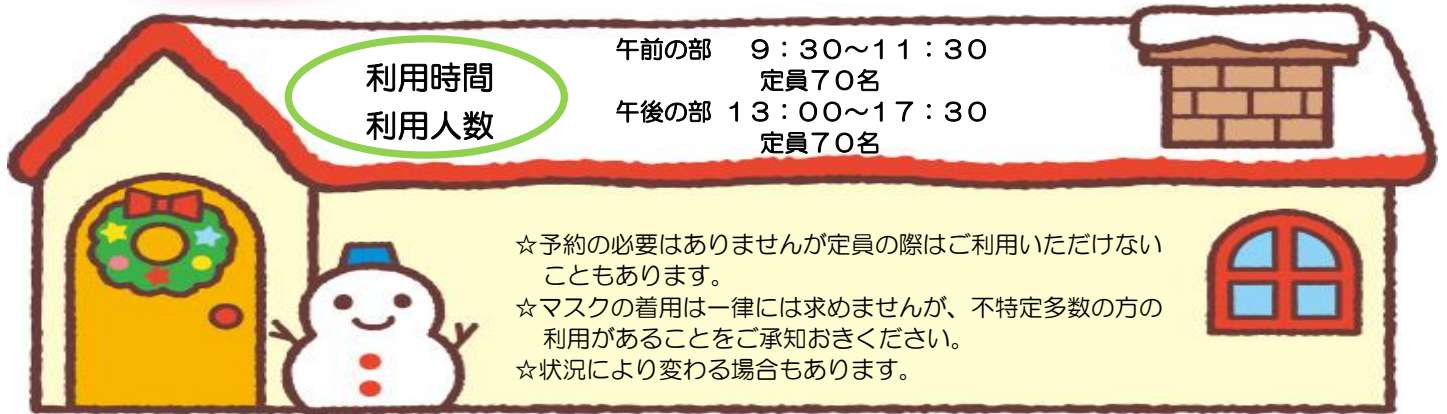 利用時間
利用人数
午前の部　９：３０～１１：３０
定員７０名
午後の部 １３：００～１７：３０
定員７０名
☆予約の必要はありませんが定員の際はご利用いただけない
こともあります。
☆マスクの着用は一律には求めませんが、不特定多数の方の
利用があることをご承知おきください。
☆状況により変わる場合もあります。